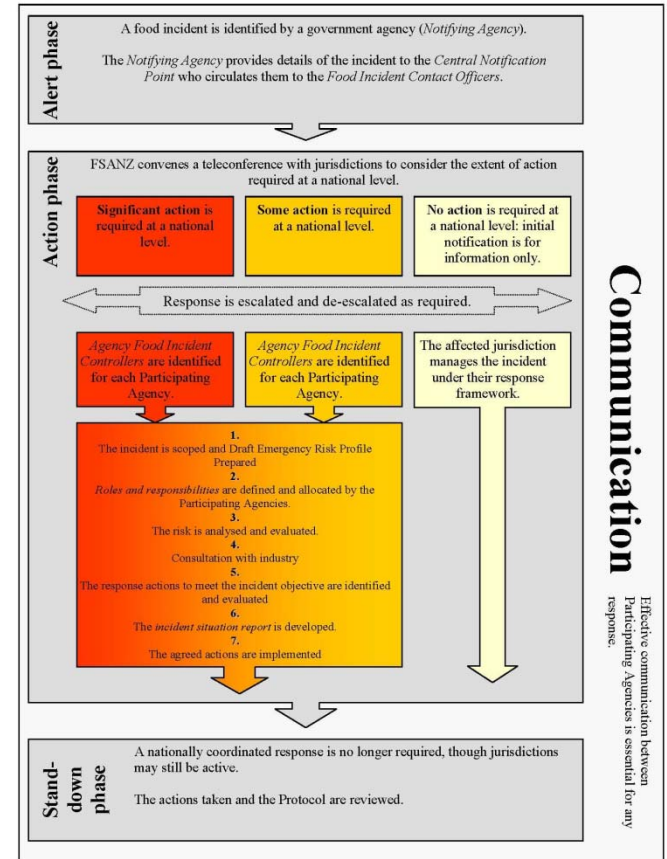 Alert phase
A food incident is identified by a government agency (Notifying Agency).
The Notifying Agency provides details of the incident to the Central Notification
Point who circulates them to the Food Incident Contact Officers.
Action phase
FSANZ convenes a teleconference with jurisdictions to consider the extent of action
required at a national level.
Significant action is
required at a national
level.
Some action is required
at a national level.
No action is required at
a national level: initial
notification is for
information only.
Response is escalated and de-escalated as required.
Agency Food Incident
Controllers are identified
for each Participating
Agency.
Agency Food Incident
Controllers are identified
for each Participating
Agency.
The affected jurisdiction
manages the incident
under their response
framework.
1.
The incident is scoped and Draft Emergency Risk Profile
Prepared
2.
Roles and responsibilities are defined and allocated by the
Participating Agencies.
3.
The risk is analysed and evaluated.
4.
Consultation with industry
5.
The response actions to meet the incident objective are identified
and evaluated
6.
The incident situation report is developed.
7.
The agreed actions are implemented
Stand-
down
phase
A nationally coordinated response is no longer required, though jurisdictions
may still be active.
The actions taken and the Protocol are reviewed.
Communication
Effective communication between
Participating Agencies is essential for any
response.